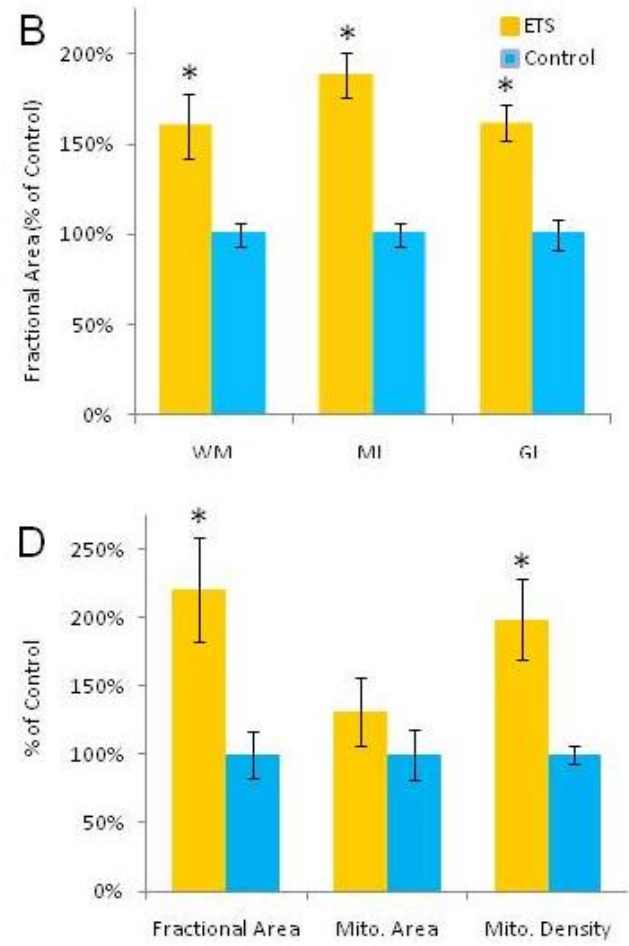 B
ETS
Control
Fractional Area (% of Control)
200%
*
*
*
150%
100%
50%
0%
WM
ML
GL
D
% of Control
250%
*
*
200%
150%
100%
50%
0%
Fractional Area
Mito. Area
Mito. Density